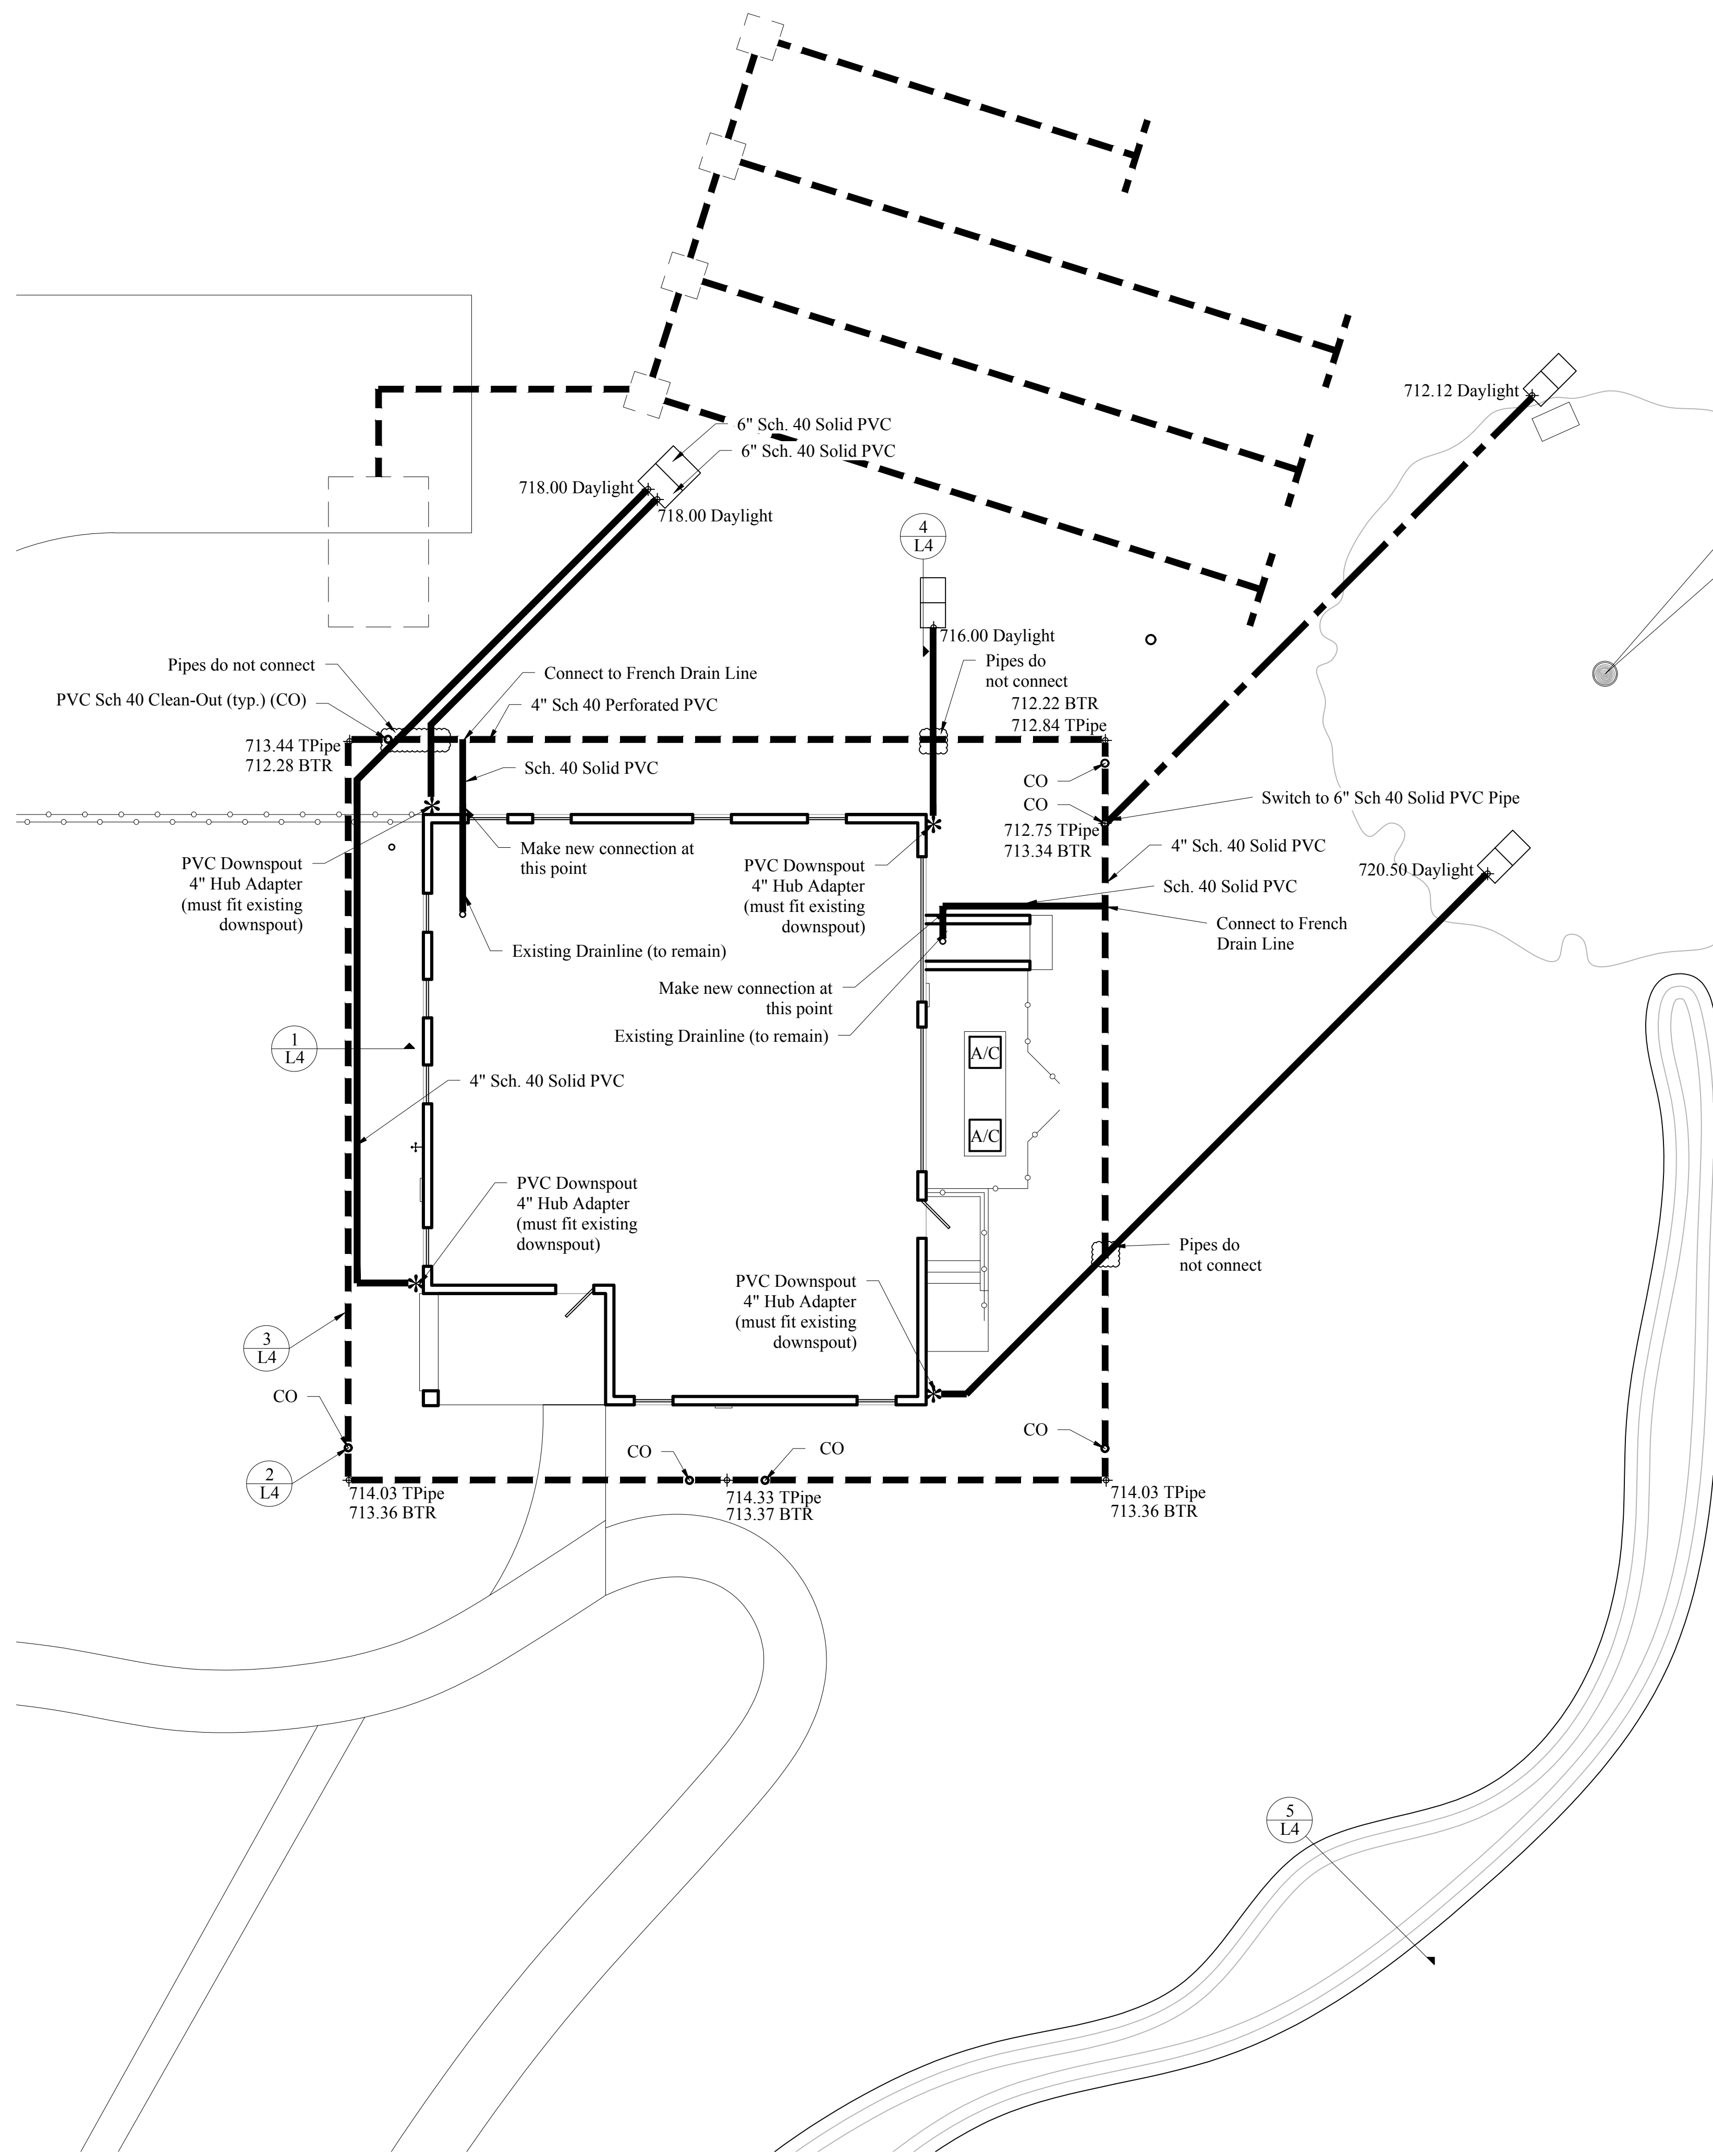 6" Sch. 40 Solid PVC
6" Sch. 40 Solid PVC
712.12 Daylight
718.00 Daylight
718.00 Daylight
4
L4
716.00 Daylight
Pipes do not connect
PVC Sch 40 Clean-Out (typ.) (CO)
Connect to French Drain Line
4" Sch 40 Perforated PVC
Pipes do
not connect
712.22 BTR
712.84 TPipe
713.44 TPipe
712.28 BTR
Sch. 40 Solid PVC
CO
CO
Switch to 6" Sch 40 Solid PVC Pipe
712.75 TPipe
713.34 BTR
4" Sch. 40 Solid PVC
Make new connection at
this point
PVC Downspout
4" Hub Adapter
(must fit existing
downspout)
PVC Downspout
4" Hub Adapter
(must fit existing
downspout)
720.50 Daylight
Sch. 40 Solid PVC
Connect to French
Drain Line
Existing Drainline (to remain)
Make new connection at
this point
Existing Drainline (to remain)
1
L4
A/C
4" Sch. 40 Solid PVC
A/C
PVC Downspout
4" Hub Adapter
(must fit existing
downspout)
Pipes do
not connect
PVC Downspout
4" Hub Adapter
(must fit existing
downspout)
3
L4
CO
CO
CO
CO
2
L4
714.03 TPipe
713.36 BTR
714.33 TPipe
713.37 BTR
714.03 TPipe
713.36 BTR
5
L4